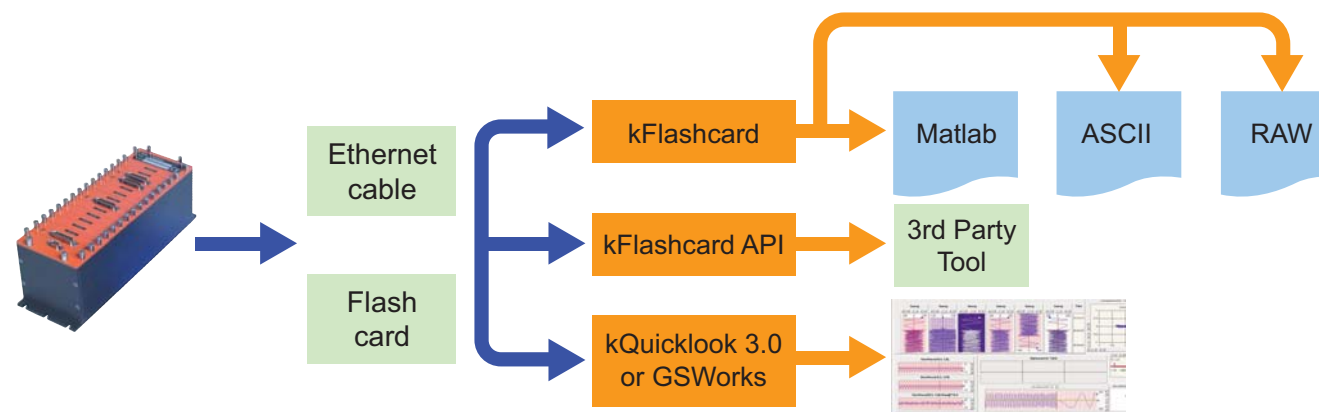 Ethernet
cable
Flash
card
kFlashcard
kFlashcard API
kQuicklook 3.0
or GSWorks
Matlab
ASCII
RAW
3rd Party
Tool